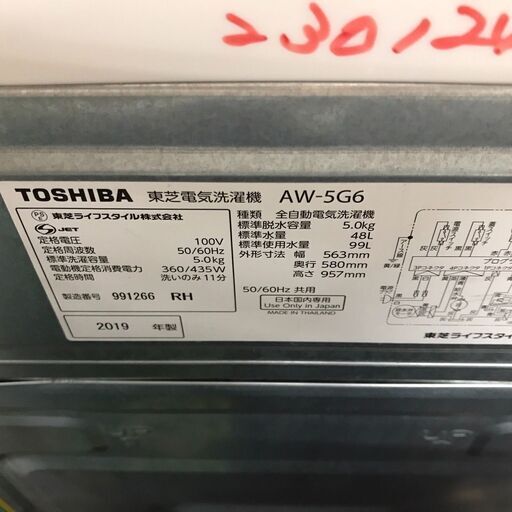 230124
TOSHIBA 東芝電気洗濯機 AW-5G6
PS E 東芝ライフスタイル株式会社
JET
定格電圧 100V
定格周波数 50/60Hz
標準洗濯容量 5.0kg
電動機定格消費電力 360/435W
定格時間 洗いのみ 11分
製造番号 991266 RH
2019 年製
種類 全自動電気洗濯機
標準脱水容量 5.0kg
標準水量 48L
標準使用水量 99L
外形寸法 幅 563mm
奥行 580mm
高さ 957mm
50/60Hz 共用
日本国内専用
Use Only in Japan
MADE IN THAILAND
東芝ライフスタイル